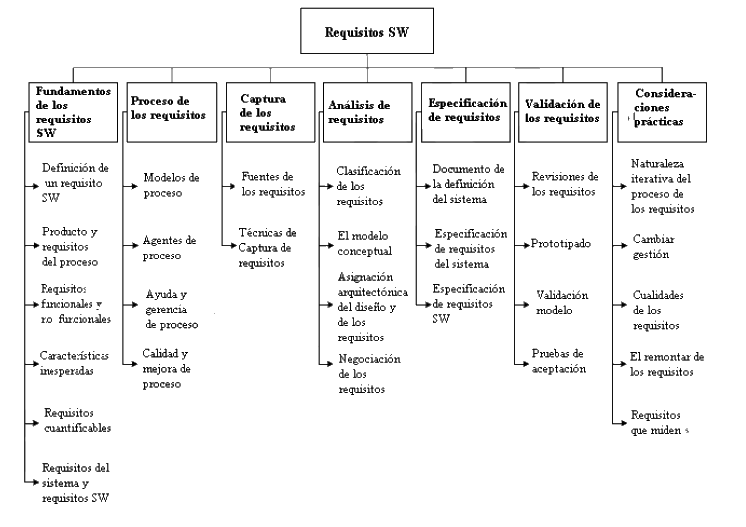 Requisitos SW
Fundamentos
de los
requisitos
SW
Definición de
un requisito
SW
Producto y
requisitos
del proceso
Requisitos
funcionales y
no funcionales
Características
inesperadas
Requisitos
cuantificables
Requisitos del
sistema y
requisitos SW
Proceso de
los requisitos
Modelos de
proceso
Agentes de
proceso
Ayuda y
gerencia
de proceso
Calidad y
mejora de
proceso
Captura
de los
requisitos
Fuentes de
los requisitos
Técnicas de
Captura de
requisitos
Análisis de
requisitos
Clasificación
de los
requisitos
El modelo
conceptual
Asignación
arquitectónica
del diseño y
de los
requisitos
Negociación
de los
requisitos
Especificación
de requisitos
Documento de
la definición
del sistema
Especificación
de requisitos
del sistema
Especificación
de requisitos
SW
Validación de
los requisitos
Revisiones de
los requisitos
Prototipado
Validación
modelo
Pruebas de
aceptación
Considera-
ciones
prácticas
Naturaleza
iterativa del
proceso de
los requisitos
Cambiar
gestión
Cualidades
de los
requisitos
El remontar de
los requisitos
Requisitos
que miden